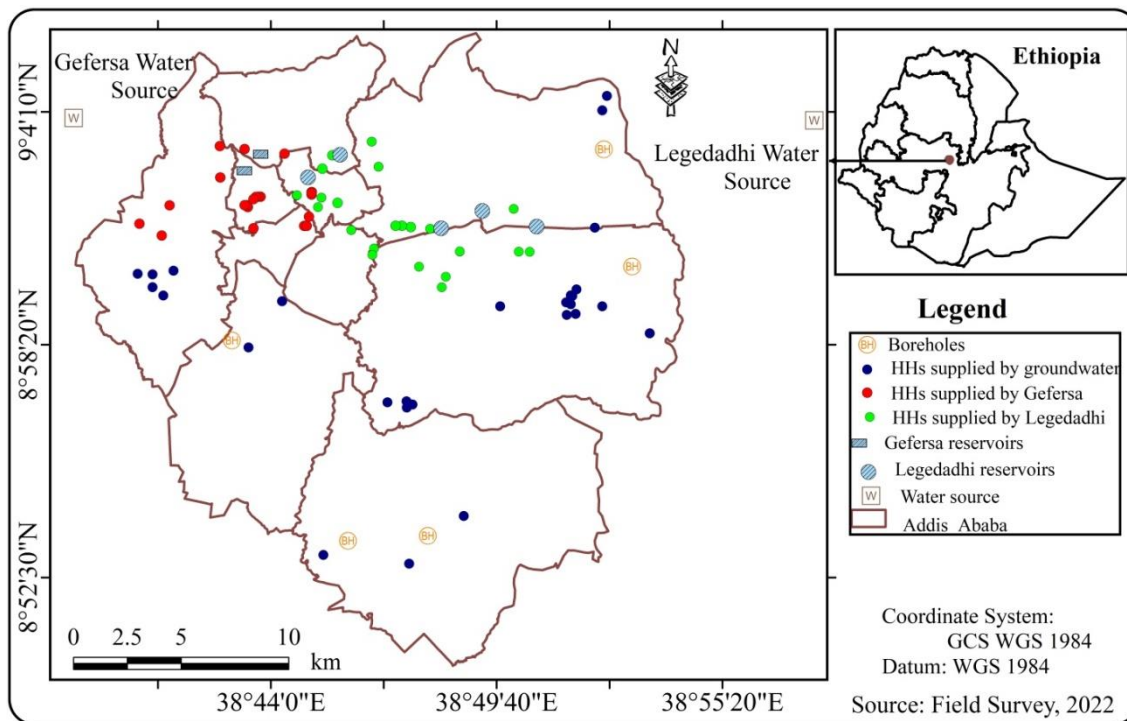 Gefersa Water
Source
N
Ethiopia
9°4'10"N
W
W
BH
Legedadhi Water
Source
BH
8°58'20"N
BH
Legend
BH Boreholes
HHs supplied by groundwater
HHs supplied by Gefersa
HHs supplied by Legedadhi
Gefersa reservoirs
Legedadhi reservoirs
W Water source
Addis Ababa
BH
BH
8°52'30"N
0 2.5 5 10
km
Coordinate System:
GCS WGS 1984
Datum: WGS 1984
38°44'0"E 38°49'40"E 38°55'20"E
Source: Field Survey, 2022